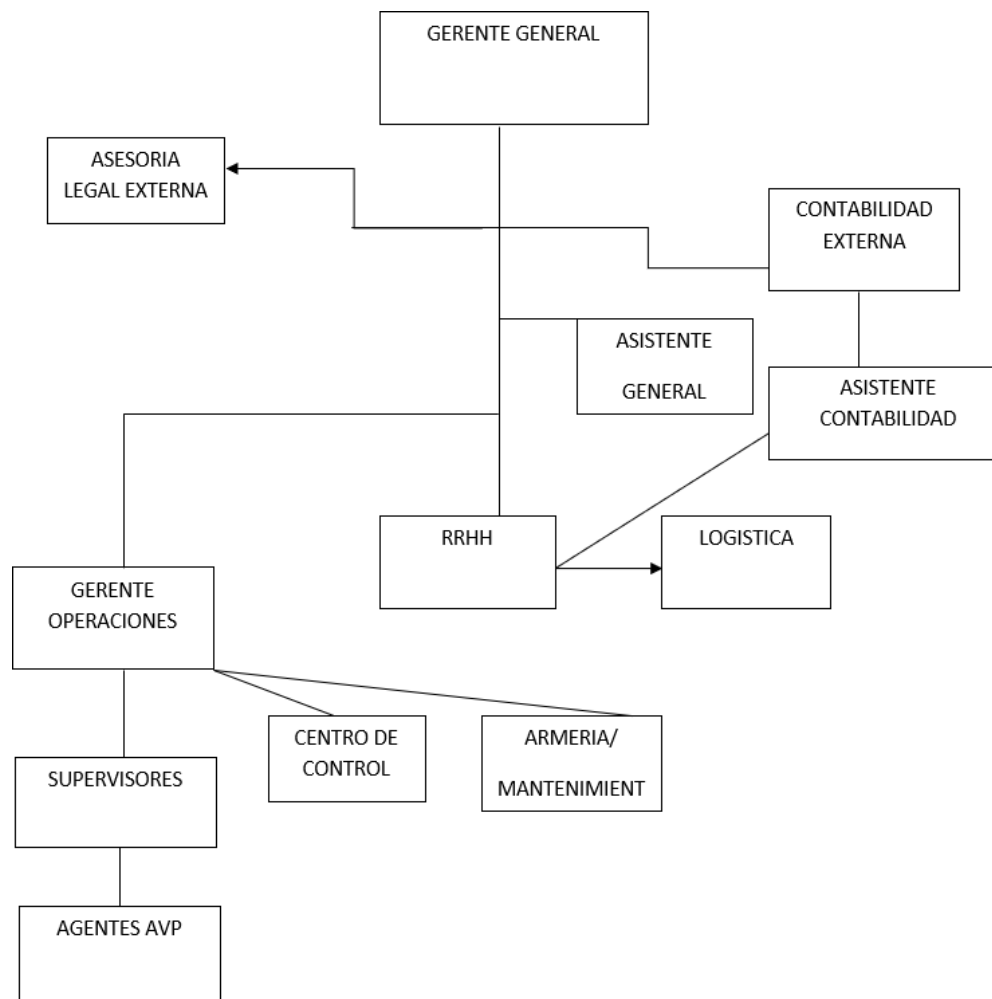 GERENTE GENERAL
ASESORIA
LEGAL EXTERNA
CONTABILIDAD
EXTERNA
ASISTENTE
GENERAL
ASISTENTE
CONTABILIDAD
RRHH
LOGISTICA
GERENTE
OPERACIONES
CENTRO DE
CONTROL
ARMERIA/
MANTENIMIENT
SUPERVISORES
AGENTES AVP